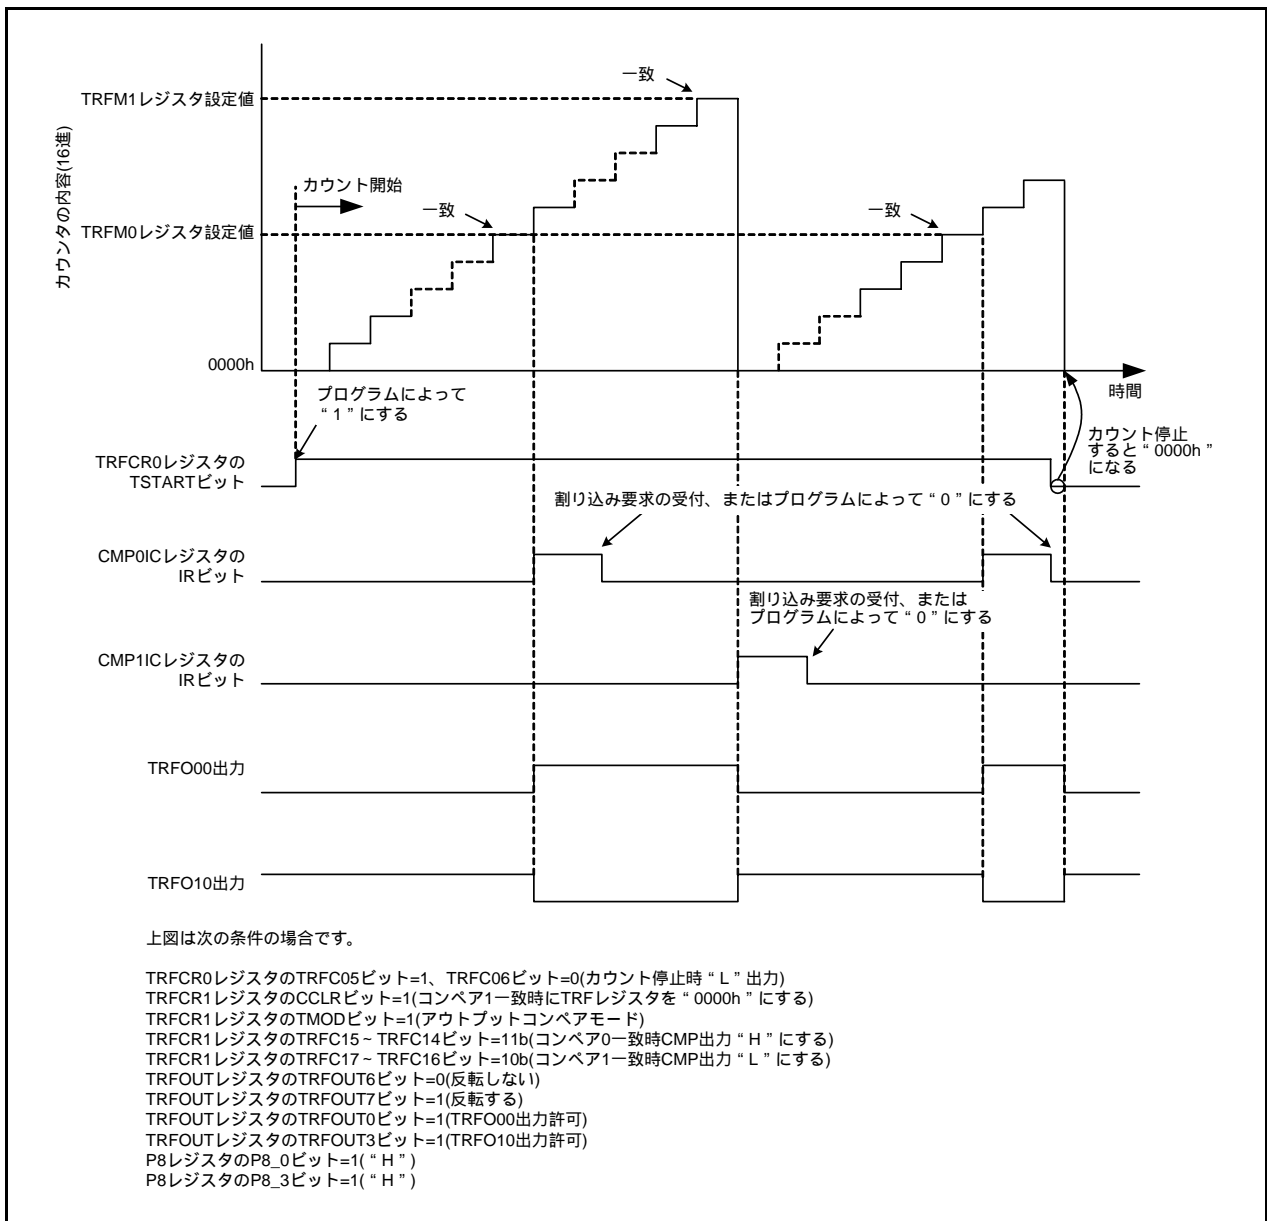 一致
TRFM1レジスタ設定値
カウンタの内容(16進)
カウント開始
一致
一致
TRFM0レジスタ設定値
0000h
時間
プログラムによって
“ 1 ” にする
カウント停止
すると “ 0000h ”
になる
TRFCR0レジスタの
TSTARTビット
割り込み要求の受付、またはプログラムによって “ 0 ” にする
CMP0ICレジスタの
IRビット
割り込み要求の受付、または
プログラムによって “ 0 ” にする
CMP1ICレジスタの
IRビット
TRFO00出力
TRFO10出力
上図は次の条件の場合です。
TRFCR0レジスタのTRFC05ビット=1、TRFC06ビット=0(カウント停止時 “ L ” 出力)
TRFCR1レジスタのCCLRビット=1(コンペア1一致時にTRFレジスタを “ 0000h ” にする)
TRFCR1レジスタのTMODビット=1(アウトプットコンペアモード)
TRFCR1レジスタのTRFC15 ~ TRFC14ビット=11b(コンペア0一致時CMP出力 “ H ” にする)
TRFCR1レジスタのTRFC17 ~ TRFC16ビット=10b(コンペア1一致時CMP出力 “ L ” にする)
TRFOUTレジスタのTRFOUT6ビット=0(反転しない)
TRFOUTレジスタのTRFOUT7ビット=1(反転する)
TRFOUTレジスタのTRFOUT0ビット=1(TRFO00出力許可)
TRFOUTレジスタのTRFOUT3ビット=1(TRFO10出力許可)
P8レジスタのP8_0ビット=1( “ H ” )
P8レジスタのP8_3ビット=1( “ H ” )